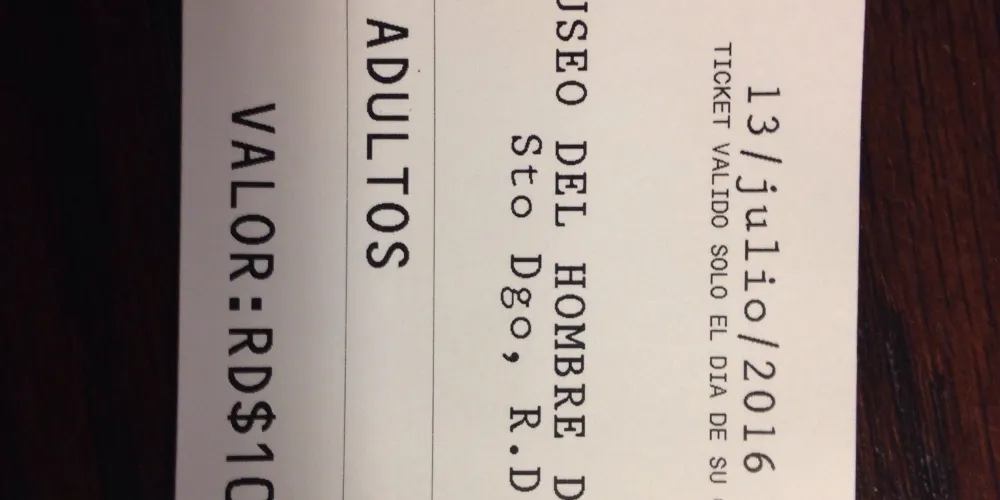 13/julio/2016
TICKET VALIDO SOLO EL DIA DE SU
USEO DEL HOMBRE D
Sto Dgo, R.D
ADULTOS
VALOR:RD$10